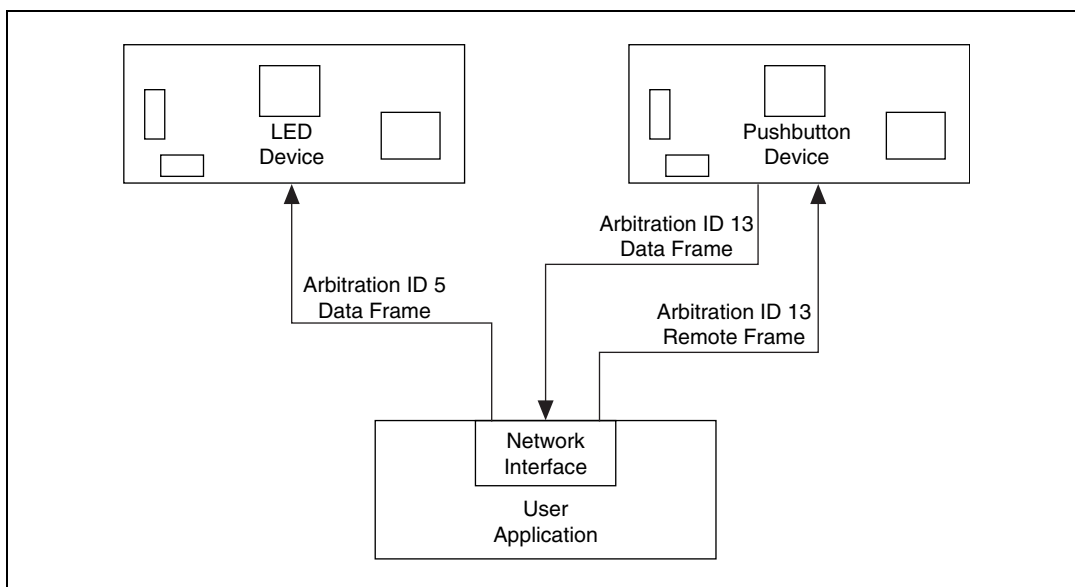 LED
Device
Pushbutton
Device
Arbitration ID 13
Data Frame
Arbitration ID 5
Data Frame
Arbitration ID 13
Remote Frame
Network
Interface
User
Application